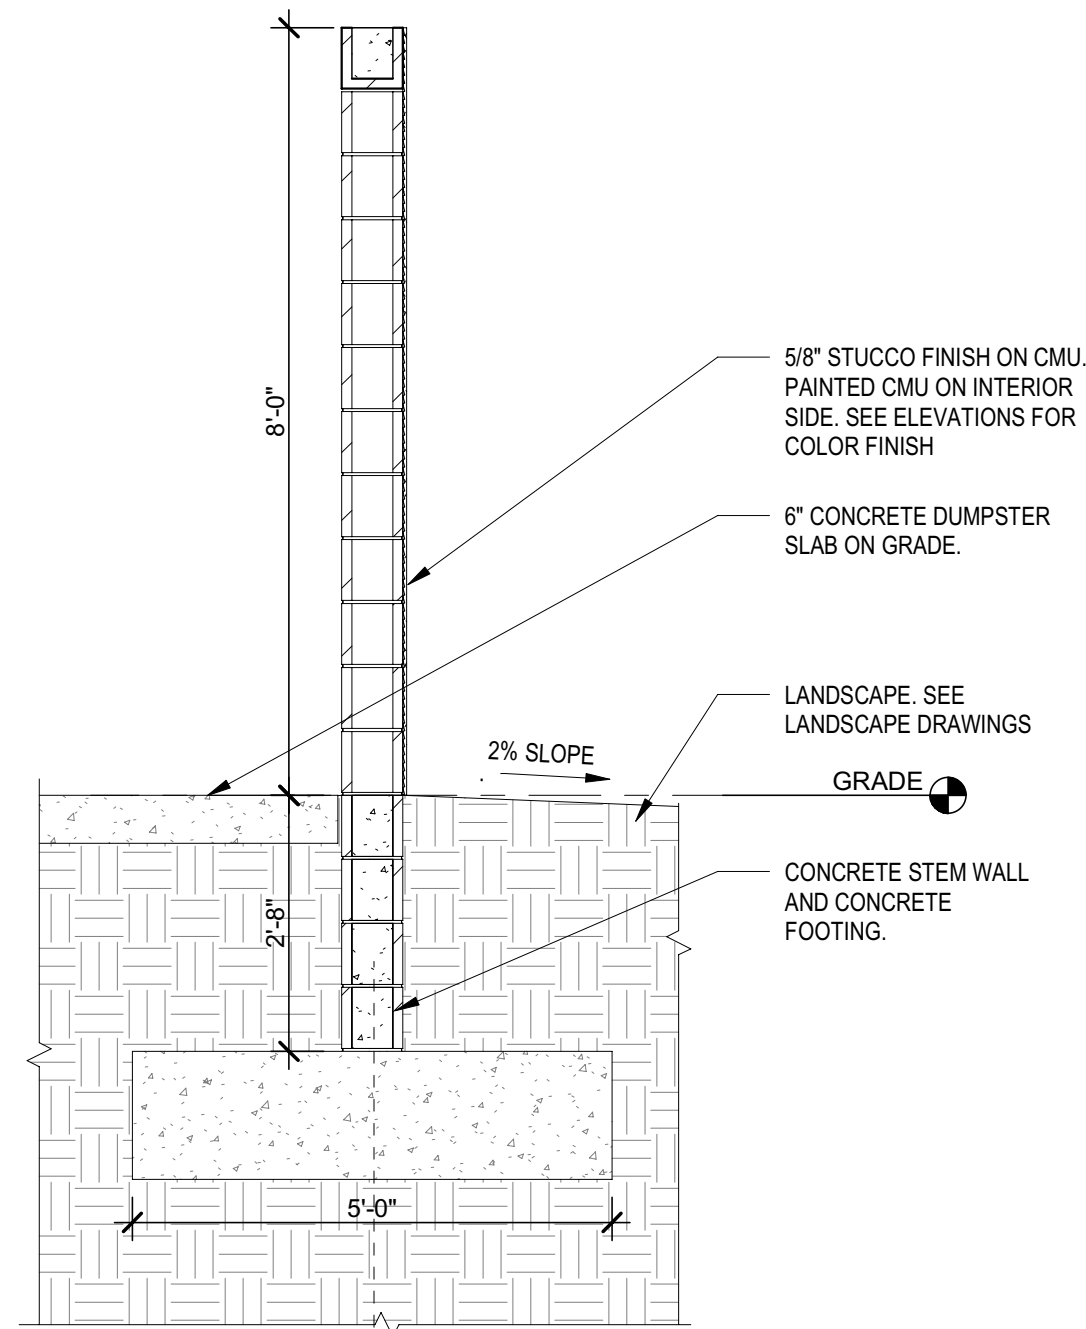 8'-0"
5/8" STUCCO FINISH ON CMU.
PAINTED CMU ON INTERIOR
SIDE. SEE ELEVATIONS FOR
COLOR FINISH
6" CONCRETE DUMPSTER
SLAB ON GRADE.
LANDSCAPE. SEE
LANDSCAPE DRAWINGS
2% SLOPE
GRADE
CONCRETE STEM WALL
AND CONCRETE
FOOTING.
2'-8"
5'-0"